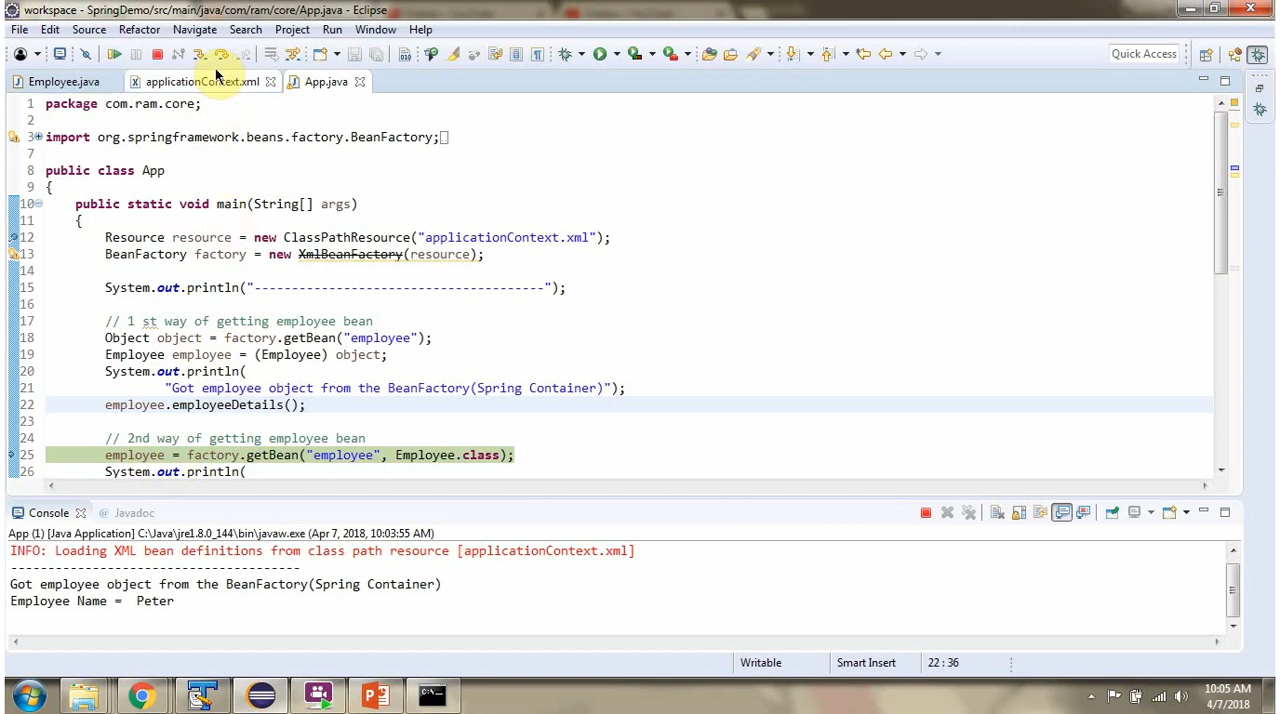 workspace - SpringDemo/src/main/java/com/ram/core/App.java - Eclipse
File Edit Source Refactor Navigate Search Project Run Window Help
Quick Access
Employee.java applicationContext.xml App.java
1 package com.ram.core;
2
3 import org.springframework.beans.factory.BeanFactory;
7
8 public class App
9 {
10 public static void main(String[] args)
11 {
12 Resource resource = new ClassPathResource("applicationContext.xml");
13 BeanFactory factory = new XmlBeanFactory(resource);
14
15 System.out.println("---------------------------------------");
16
17 // 1 st way of getting employee bean
18 Object object = factory.getBean("employee");
19 Employee employee = (Employee) object;
20 System.out.println(
21 "Got employee object from the BeanFactory(Spring Container)");
22 employee.employeeDetails();
23
24 // 2nd way of getting employee bean
25 employee = factory.getBean("employee", Employee.class);
26 System.out.println(
Console Javadoc
App (1) [Java Application] C:\Java\jre1.8.0_144\bin\javaw.exe (Apr 7, 2018, 10:03:55 AM)
INFO: Loading XML bean definitions from class path resource [applicationContext.xml]
---------------------------------------
Got employee object from the BeanFactory(Spring Container)
Employee Name =  Peter
Writable Smart Insert 22 : 36
10:05 AM
4/7/2018